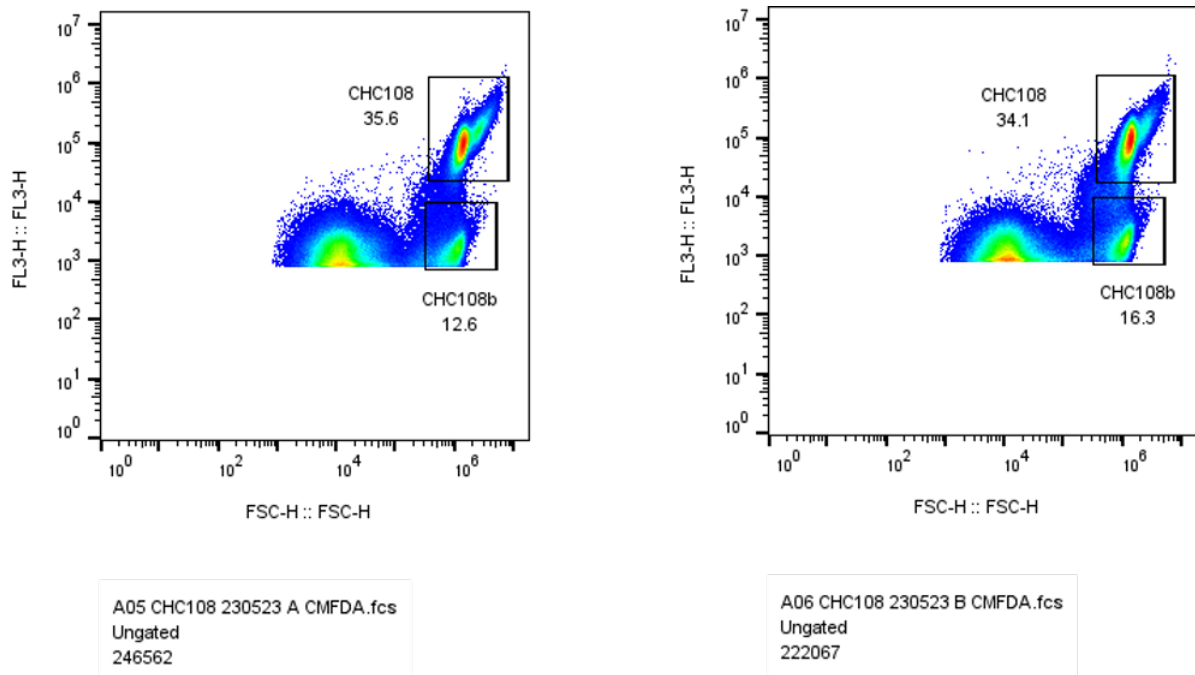 10^7
10^6
10^5
10^4
10^3
10^2
10^1
10^0
FL3-H :: FL3-H
CHC108
35.6
CHC108b
12.6
10^0
10^2
10^4
10^6
FSC-H :: FSC-H
A05 CHC108 230523 A CMFDA.fcs
Ungated
246562
10^7
10^6
10^5
10^4
10^3
10^2
10^1
10^0
FL3-H :: FL3-H
CHC108
34.1
CHC108b
16.3
10^0
10^2
10^4
10^6
FSC-H :: FSC-H
A06 CHC108 230523 B CMFDA.fcs
Ungated
222067